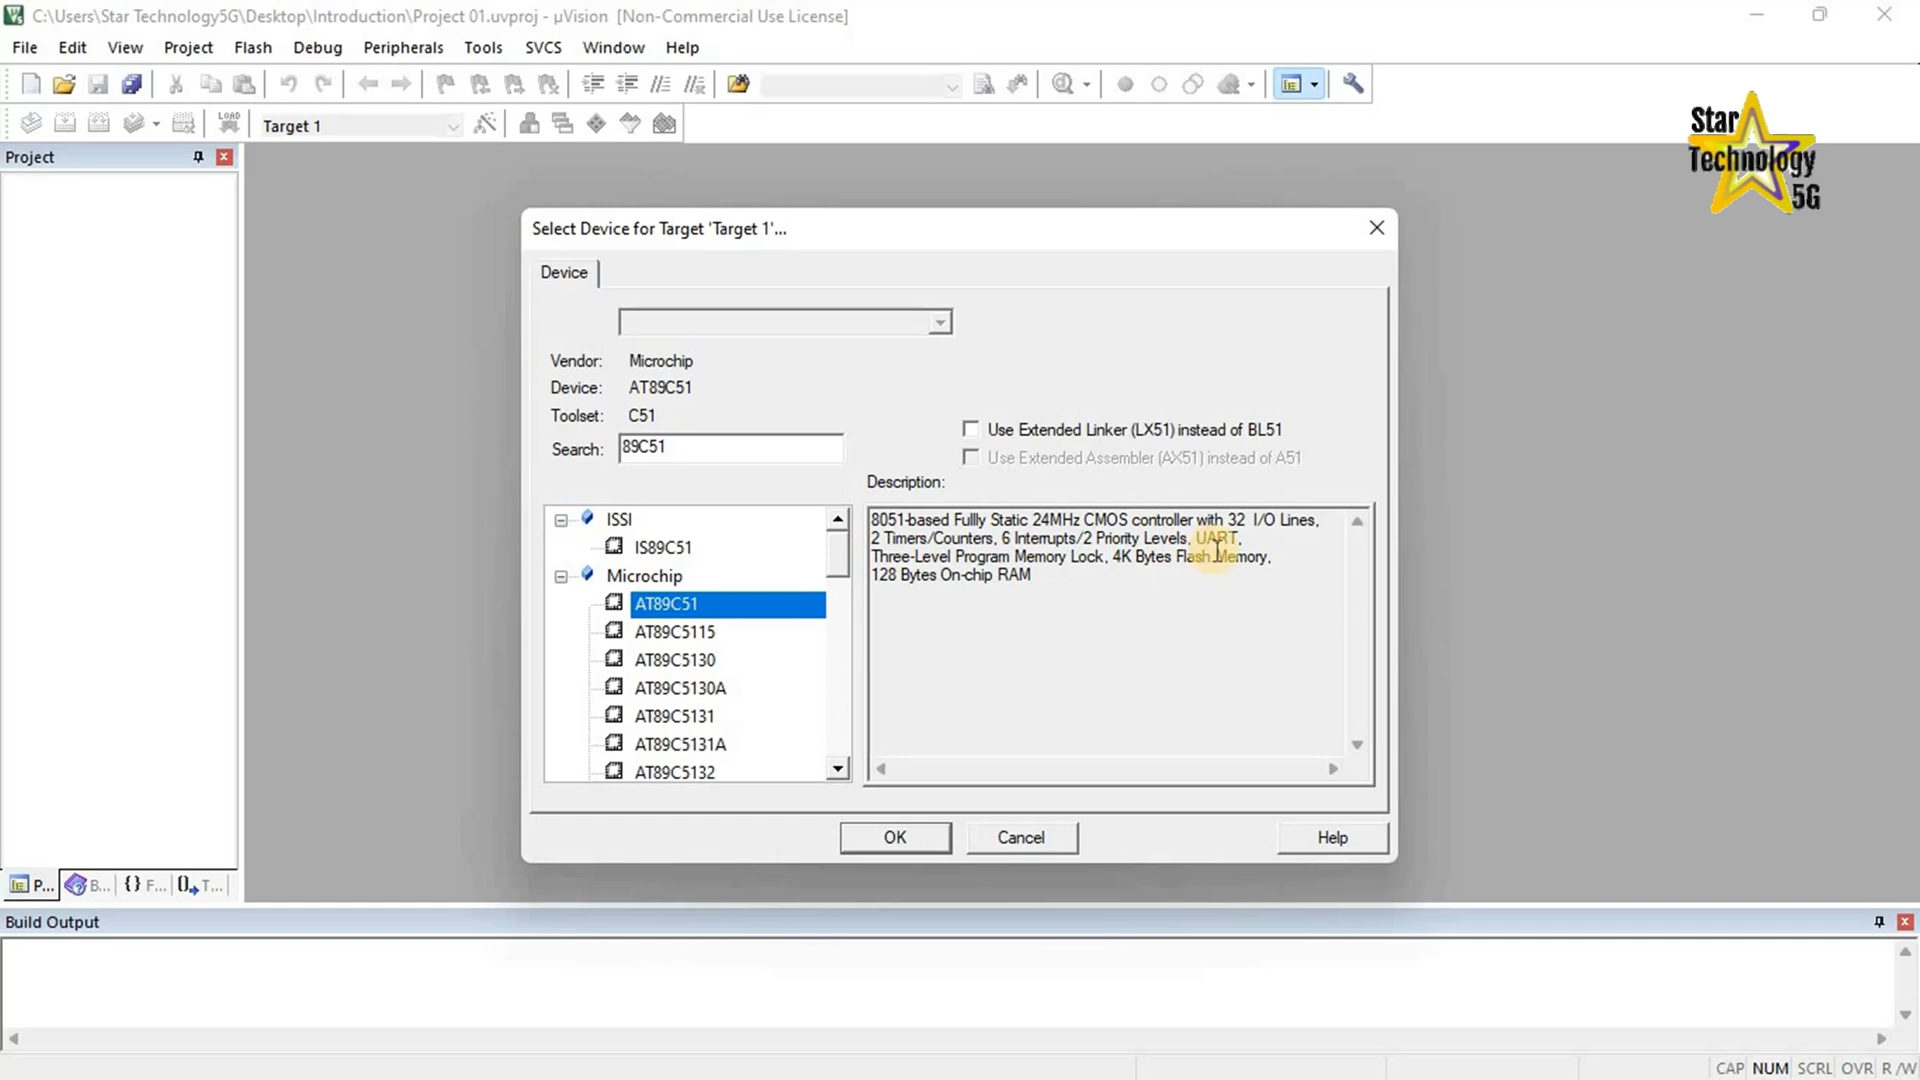 C:\Users\Star Technology5G\Desktop\Introduction\Project 01.uvproj - µVision [Non-Commercial Use License]
File Edit View Project Flash Debug Peripherals Tools SVCS Window Help
LOAD
Target 1
Star
Technology
5G
Project
Select Device for Target 'Target 1'...
Device
Vendor: Microchip
Device: AT89C51
Toolset: C51
Search: 89C51
Use Extended Linker (LX51) instead of BL51
Use Extended Assembler (AX51) instead of A51
Description:
ISSI
IS89C51
Microchip
AT89C51
AT89C5115
AT89C5130
AT89C5130A
AT89C5131
AT89C5131A
AT89C5132
8051-based Fullly Static 24MHz CMOS controller with 32 I/O Lines,
2 Timers/Counters, 6 Interrupts/2 Priority Levels, UART,
Three-Level Program Memory Lock, 4K Bytes Flash Memory,
128 Bytes On-chip RAM
OK Cancel Help
P... B... {} F... 0 T...
Build Output
CAP NUM SCRL OVR R/W